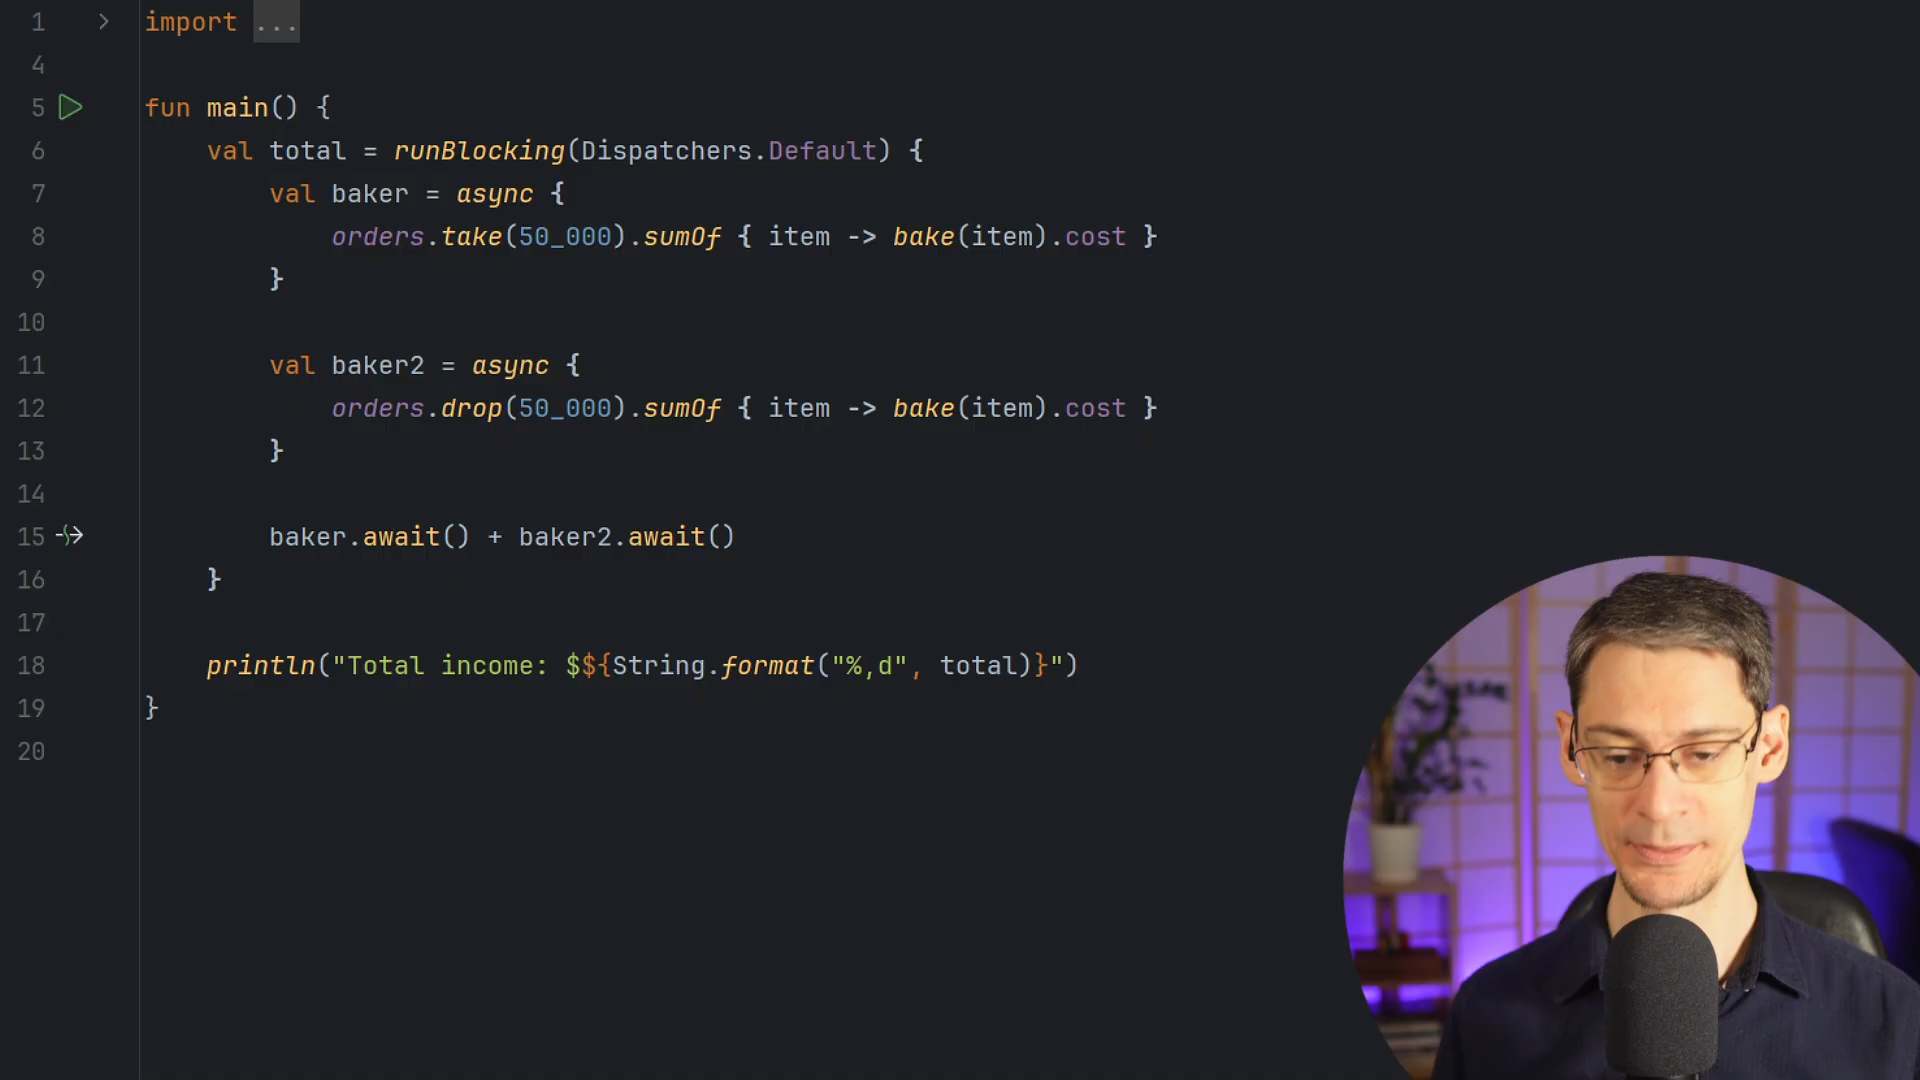 1 import ...
4
5 fun main() {
6 val total = runBlocking(Dispatchers.Default) {
7 val baker = async {
8 orders.take(50_000).sumOf { item -> bake(item).cost }
9 }
10
11 val baker2 = async {
12 orders.drop(50_000).sumOf { item -> bake(item).cost }
13 }
14
15 baker.await() + baker2.await()
16 }
17
18 println("Total income: $${String.format("%,d", total)}")
19 }
20